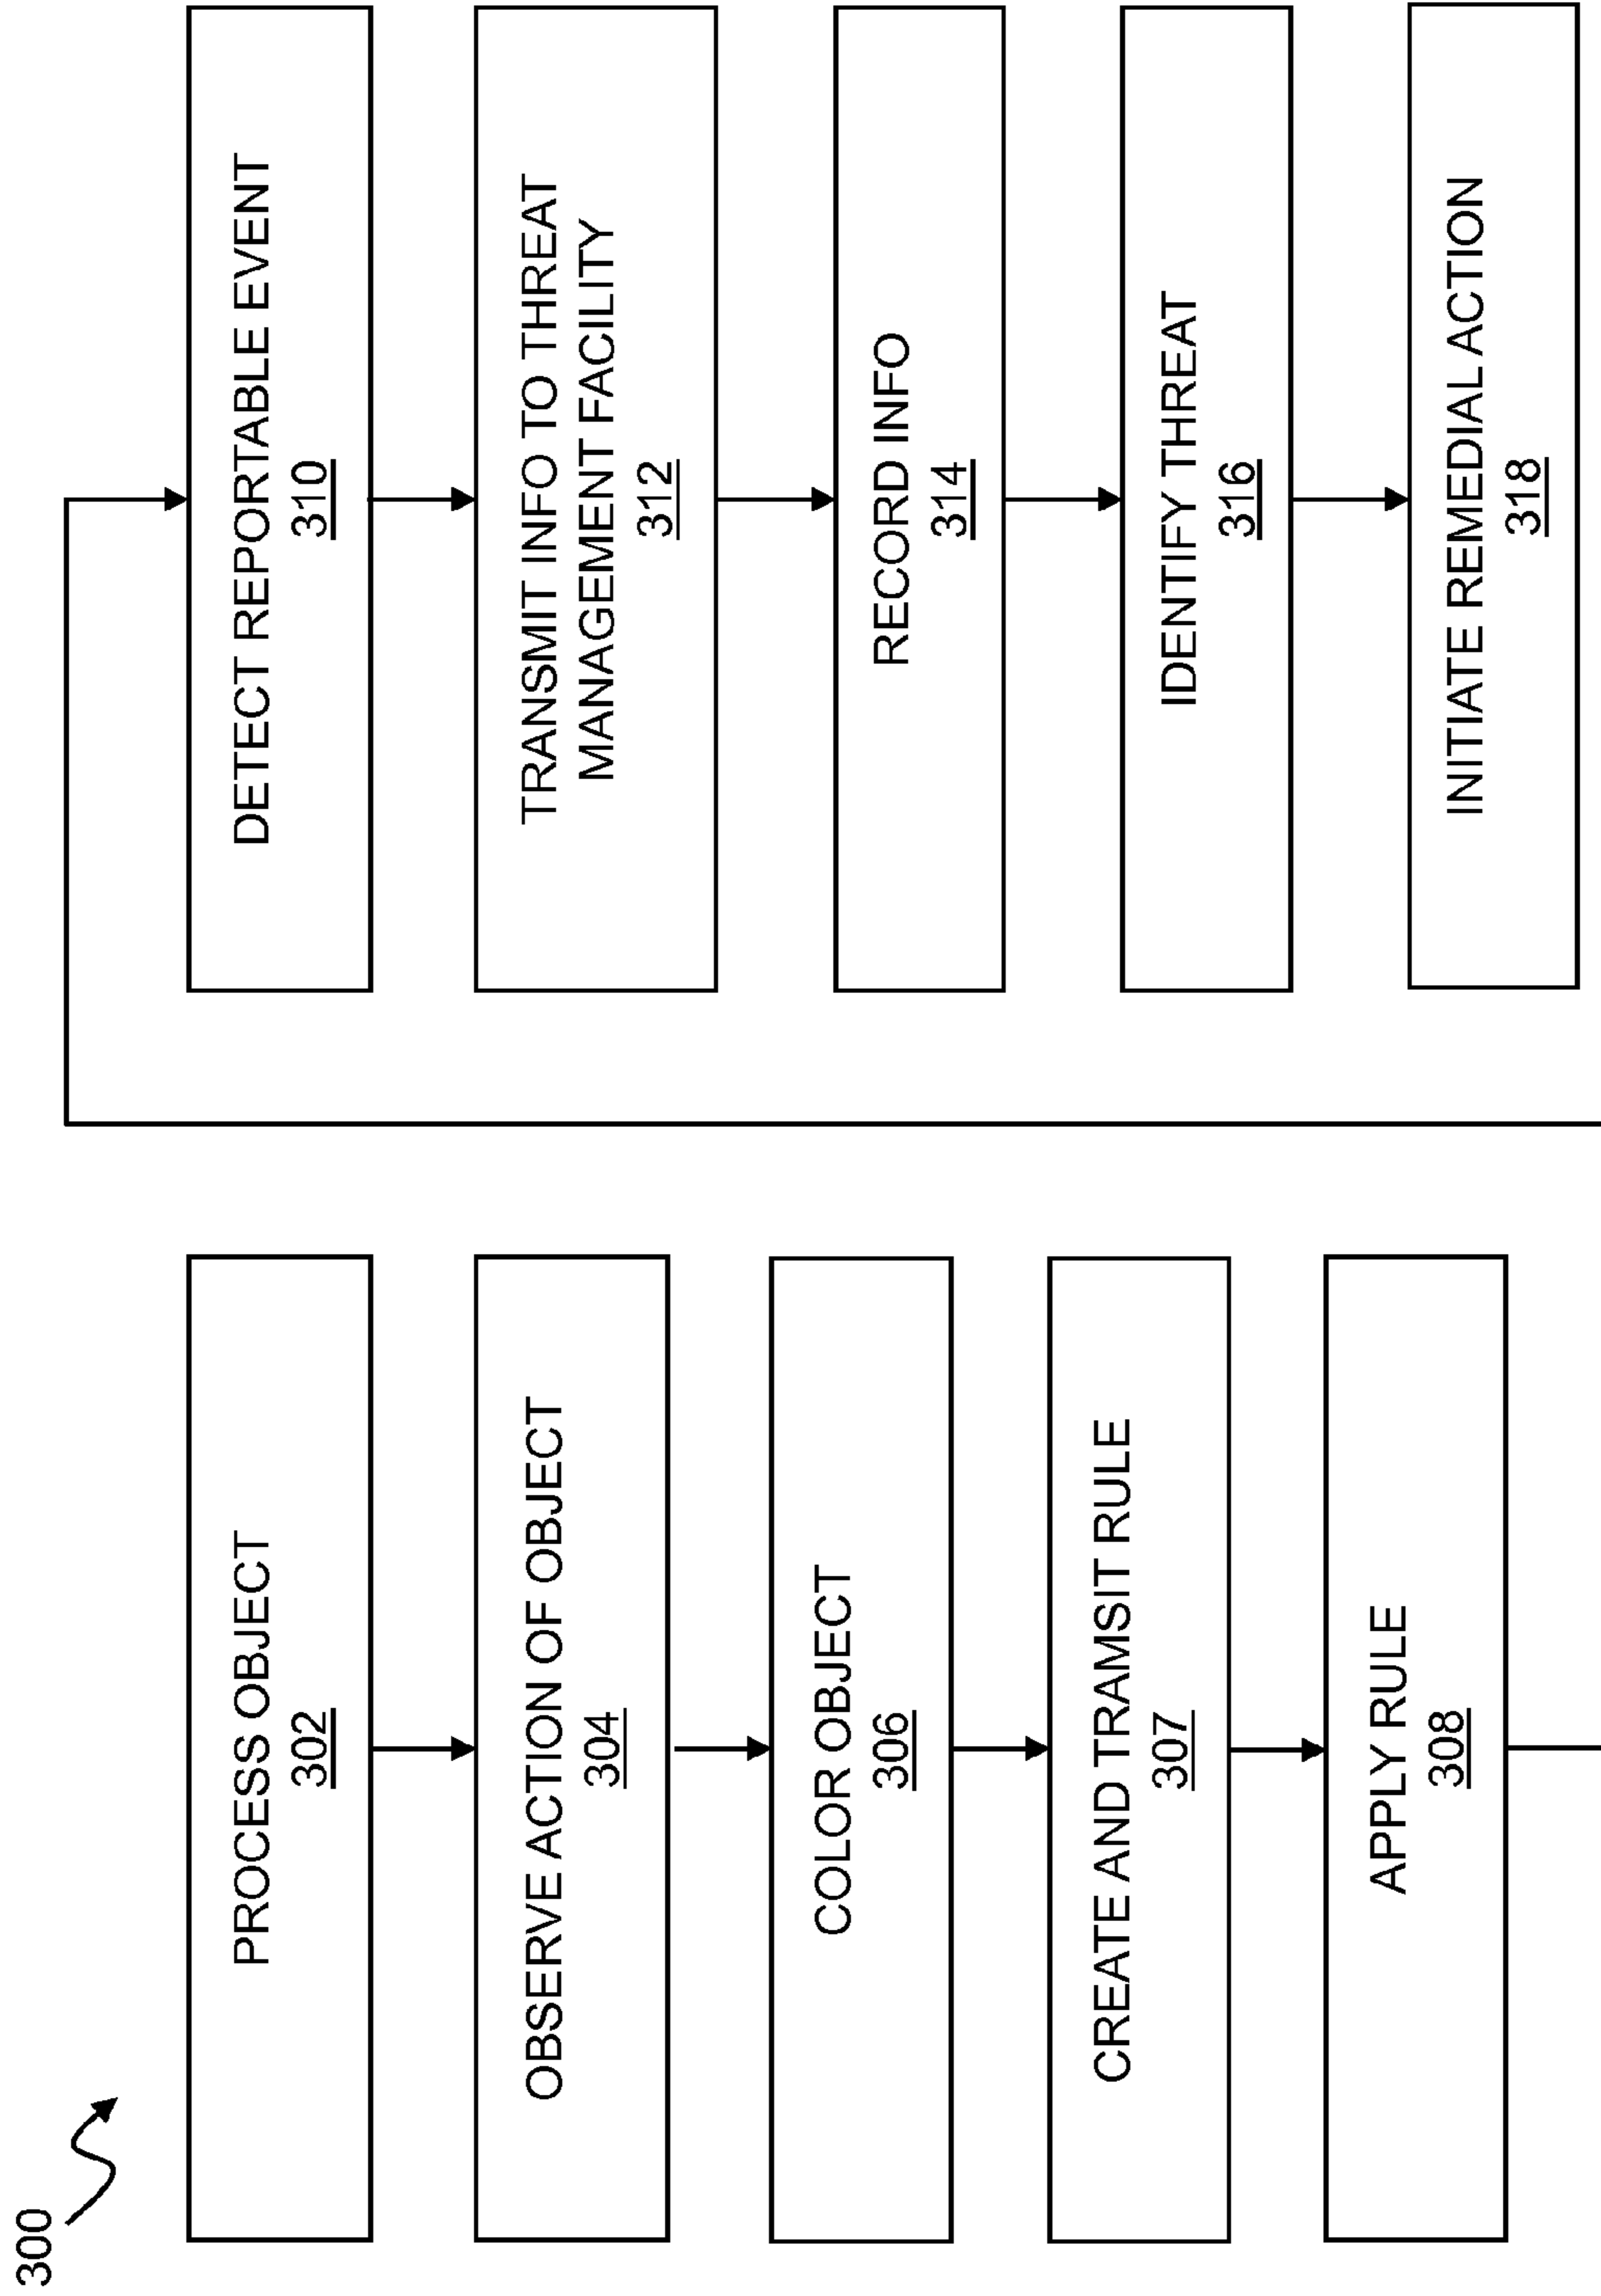 300
PROCESS OBJECT
302
OBSERVE ACTION OF OBJECT
304
COLOR OBJECT
306
CREATE AND TRAMSIT RULE
307
APPLY RULE
308
DETECT REPORTABLE EVENT
310
TRANSMIT INFO TO THREAT
MANAGEMENT FACILITY
312
RECORD INFO
314
IDENTIFY THREAT
316
INITIATE REMEDIAL ACTION
318